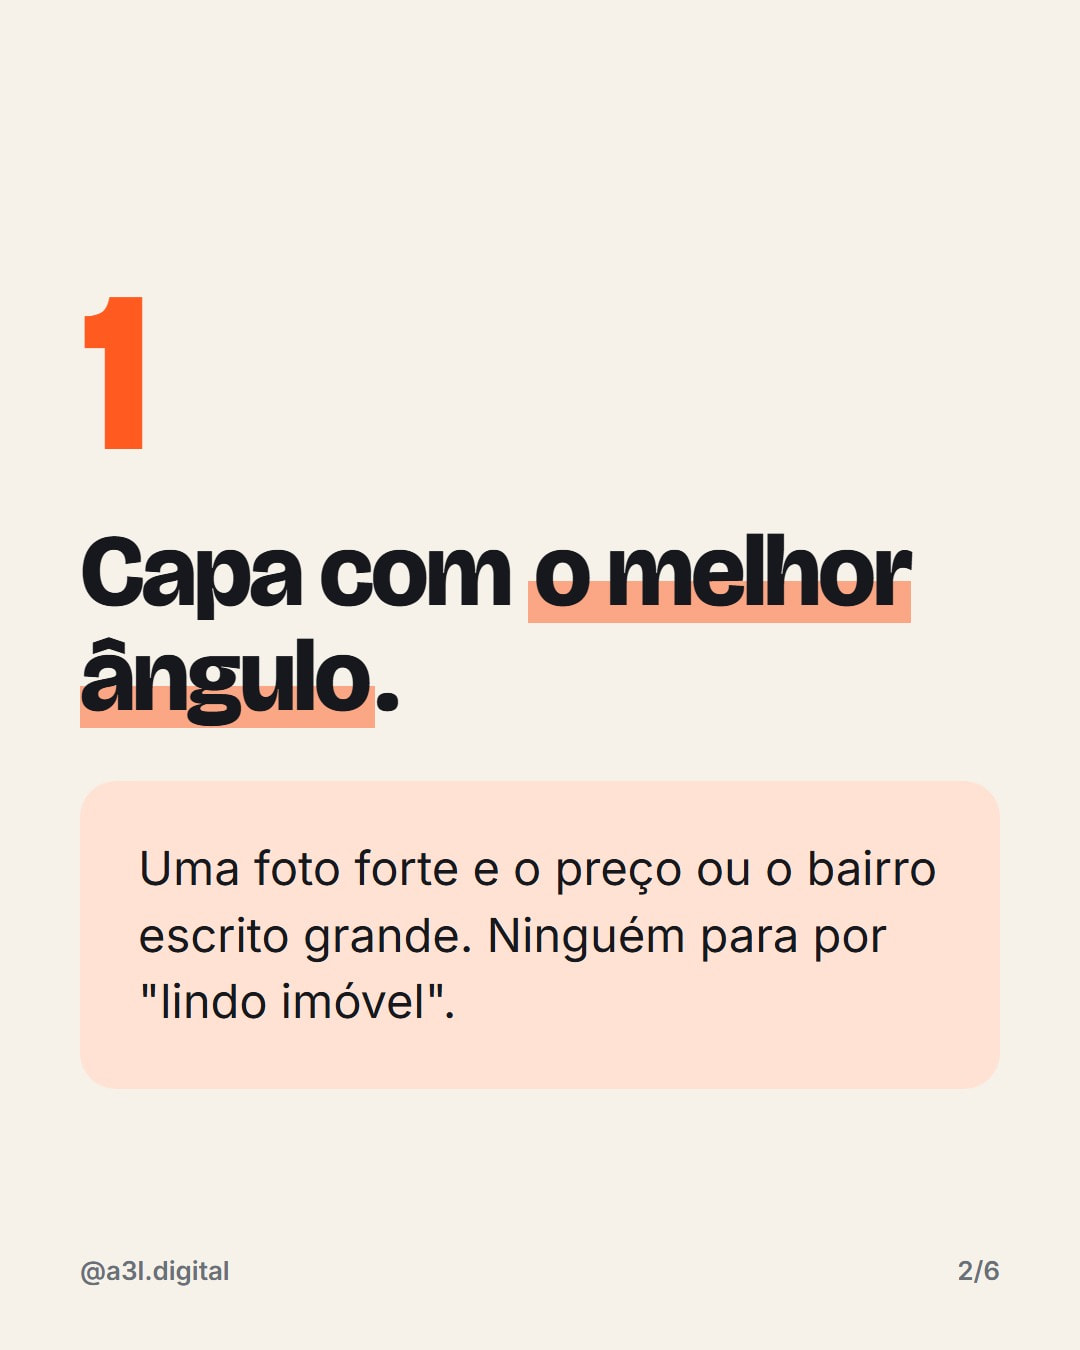 1
Capa com o melhor
ângulo.
Uma foto forte e o preço ou o bairro
escrito grande. Ninguém para por
"lindo imóvel".
@a3l.digital
2/6